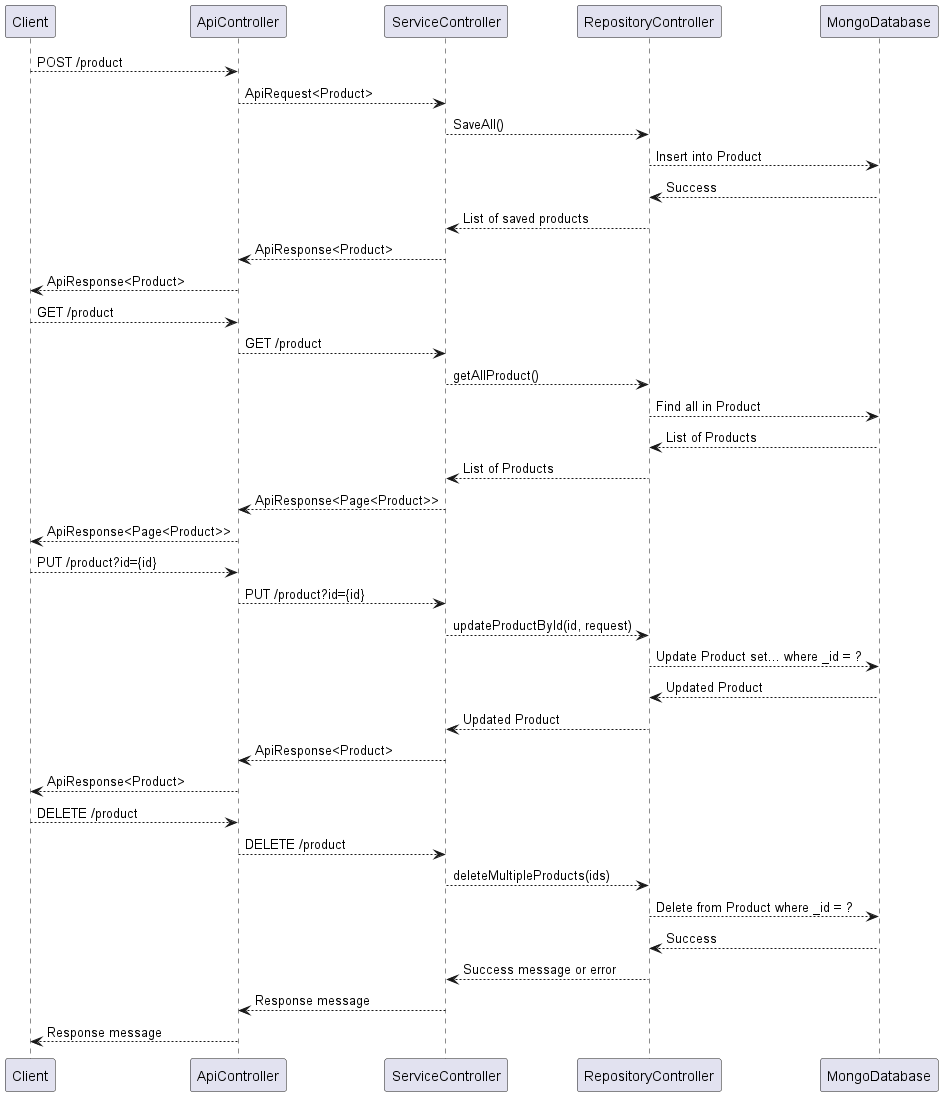 Client
ApiController
ServiceController
RepositoryController
MongoDatabase
POST /product
ApiRequest<Product>
SaveAll()
Insert into Product
Success
List of saved products
ApiResponse<Product>
ApiResponse<Product>
GET /product
GET /product
getAllProduct()
Find all in Product
List of Products
List of Products
ApiResponse<Page<Product>>
ApiResponse<Page<Product>>
PUT /product?id={id}
PUT /product?id={id}
updateProductById(id, request)
Update Product set... where _id = ?
Updated Product
Updated Product
ApiResponse<Product>
ApiResponse<Product>
DELETE /product
DELETE /product
deleteMultipleProducts(ids)
Delete from Product where _id = ?
Success
Success message or error
Response message
Response message
Client
ApiController
ServiceController
RepositoryController
MongoDatabase